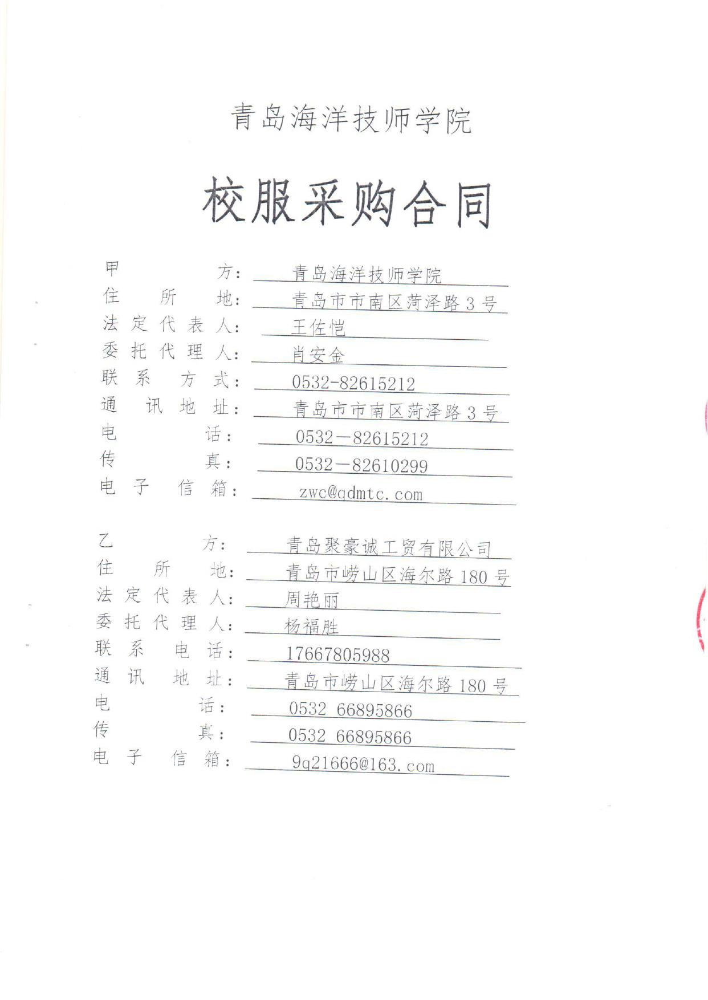 青岛海洋技师学院
校服采购合同
甲方: 青岛海洋技师学院
住所地: 青岛市市南区菏泽路3号
法定代表人: 王佐恺
委托代理人: 肖安金
联系方式: 0532-82615212
通讯地址: 青岛市市南区菏泽路3号
电话: 0532—82615212
传真: 0532—82610299
电子信箱: zwc@qdmtc.com
乙方: 青岛聚豪诚工贸有限公司
住所地: 青岛市崂山区海尔路180号
法定代表人: 周艳丽
委托代理人: 杨福胜
联系电话: 17667805988
通讯地址: 青岛市崂山区海尔路180号
电话: 0532 66895866
传真: 0532 66895866
电子信箱: 9q21666@163.com